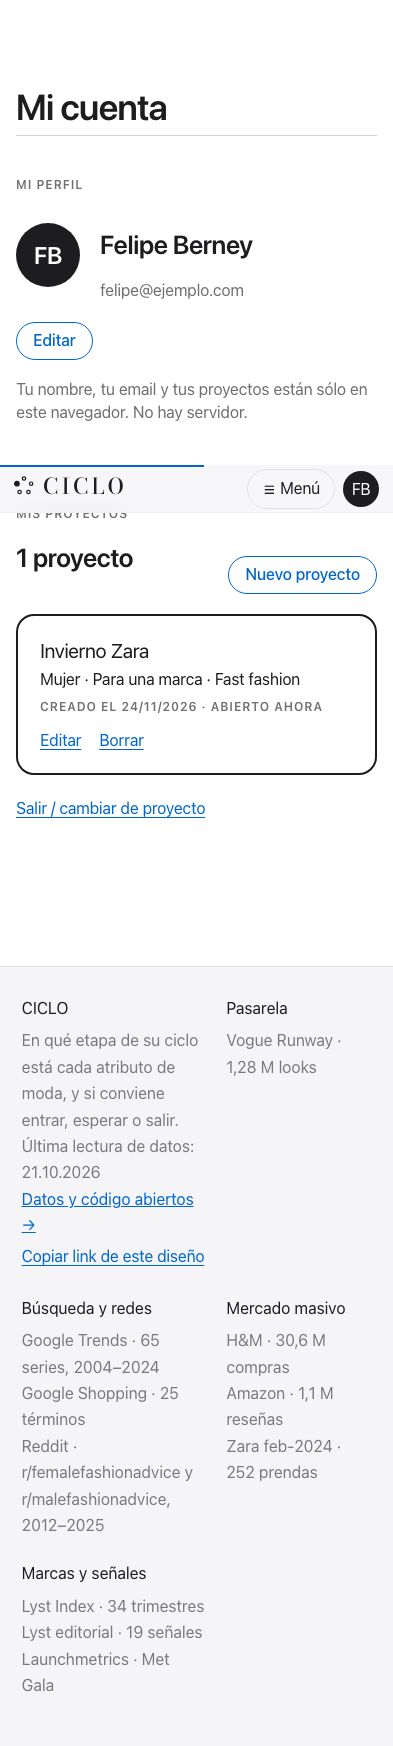 Mi cuenta
MI PERFIL
FB
Felipe Berney
felipe@ejemplo.com
Editar
Tu nombre, tu email y tus proyectos están sólo en
este navegador. No hay servidor.
CICLO
≡ Menú
FB
MIS PROYECTOS
1 proyecto
Nuevo proyecto
Invierno Zara
Mujer · Para una marca · Fast fashion
CREADO EL 24/11/2026 · ABIERTO AHORA
Editar Borrar
Salir / cambiar de proyecto
CICLO
En qué etapa de su ciclo
está cada atributo de
moda, y si conviene
entrar, esperar o salir.
Última lectura de datos:
21.10.2026
Datos y código abiertos
→
Copiar link de este diseño
Pasarela
Vogue Runway ·
1,28 M looks
Búsqueda y redes
Google Trends · 65
series, 2004–2024
Google Shopping · 25
términos
Reddit ·
r/femalefashionadvice y
r/malefashionadvice,
2012–2025
Mercado masivo
H&M · 30,6 M
compras
Amazon · 1,1 M
reseñas
Zara feb-2024 ·
252 prendas
Marcas y señales
Lyst Index · 34 trimestres
Lyst editorial · 19 señales
Launchmetrics · Met
Gala